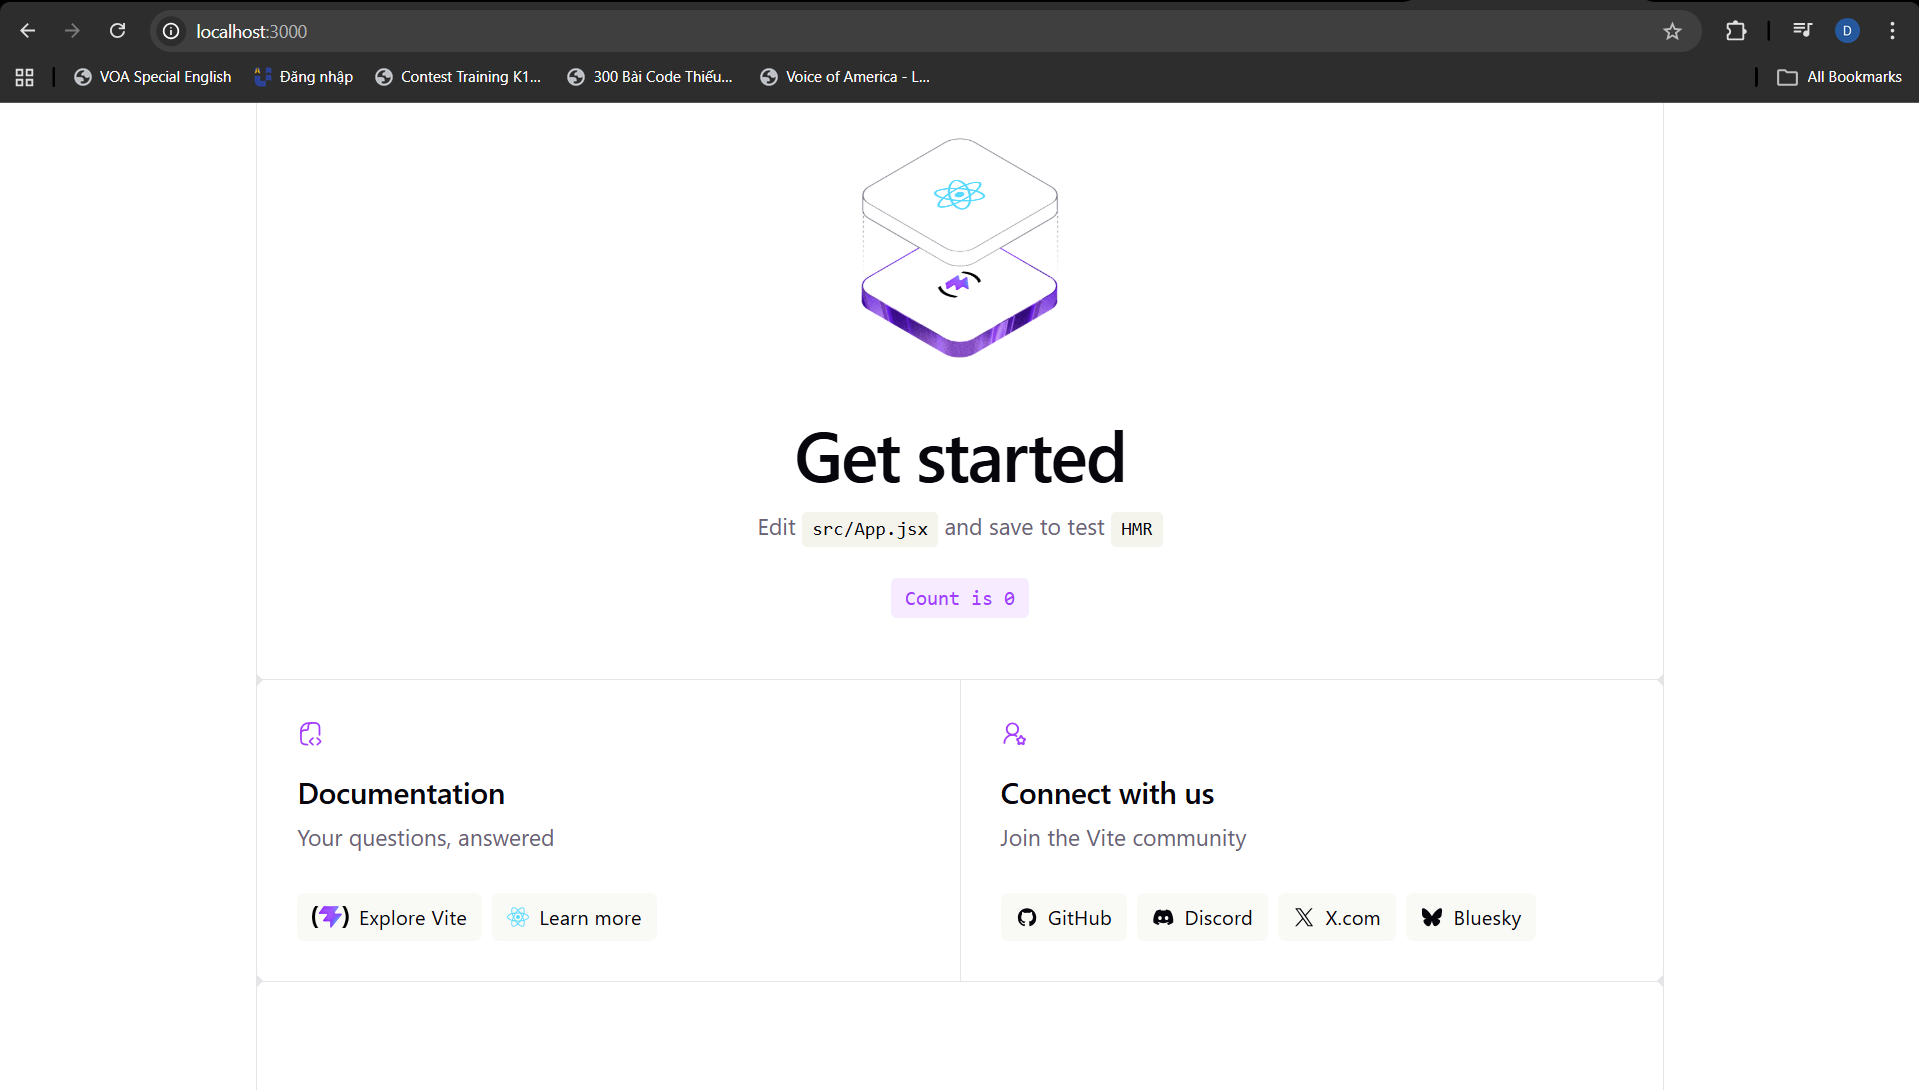 localhost:3000
D
VOA Special English
Đăng nhập
Contest Training K1...
300 Bài Code Thiếu...
Voice of America - L...
All Bookmarks
Get started
Edit src/App.jsx and save to test HMR
Count is 0
Documentation
Your questions, answered
Explore Vite
Learn more
Connect with us
Join the Vite community
GitHub
Discord
X.com
Bluesky